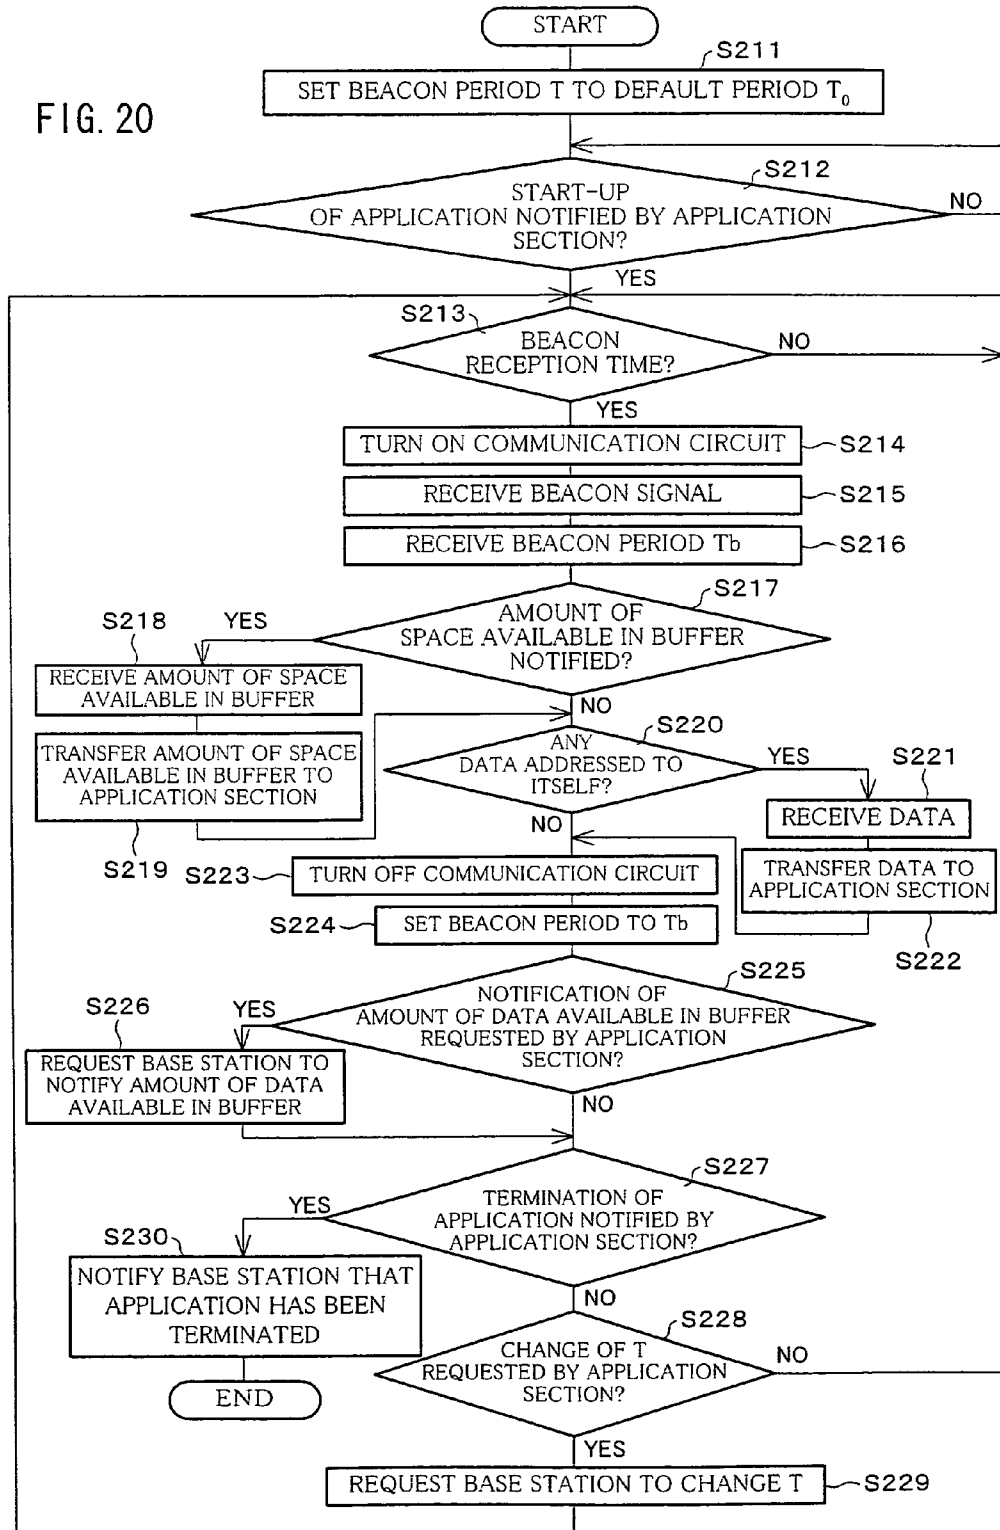 START
S211
SET BEACON PERIOD T TO DEFAULT PERIOD T0
FIG. 20
S212
START-UP
OF APPLICATION NOTIFIED BY APPLICATION
SECTION?
NO
YES
S213
BEACON
RECEPTION TIME?
NO
YES
TURN ON COMMUNICATION CIRCUIT
S214
RECEIVE BEACON SIGNAL
S215
RECEIVE BEACON PERIOD Tb
S216
S217
AMOUNT OF
SPACE AVAILABLE IN BUFFER
NOTIFIED?
YES
S218
RECEIVE AMOUNT OF SPACE
AVAILABLE IN BUFFER
NO
TRANSFER AMOUNT OF SPACE
AVAILABLE IN BUFFER TO
APPLICATION SECTION
S219
S220
ANY
DATA ADDRESSED TO
ITSELF?
YES
S221
RECEIVE DATA
NO
TRANSFER DATA TO
APPLICATION SECTION
S222
S223
TURN OFF COMMUNICATION CIRCUIT
S224
SET BEACON PERIOD TO Tb
S225
NOTIFICATION OF
AMOUNT OF DATA AVAILABLE IN BUFFER
REQUESTED BY APPLICATION
SECTION?
YES
S226
REQUEST BASE STATION TO
NOTIFY AMOUNT OF DATA
AVAILABLE IN BUFFER
NO
S227
TERMINATION OF
APPLICATION NOTIFIED BY
APPLICATION SECTION?
YES
S230
NOTIFY BASE STATION THAT
APPLICATION HAS BEEN
TERMINATED
END
NO
S228
CHANGE OF T
REQUESTED BY APPLICATION
SECTION?
NO
YES
REQUEST BASE STATION TO CHANGE T
S229